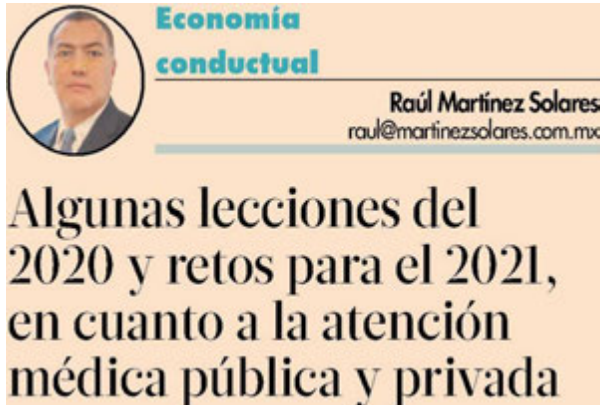 Economía
conductual
Raúl Martínez Solares
raul@martinezsolares.com.mx
Algunas lecciones del
2020 y retos para el 2021,
en cuanto a la atención
médica pública y privada